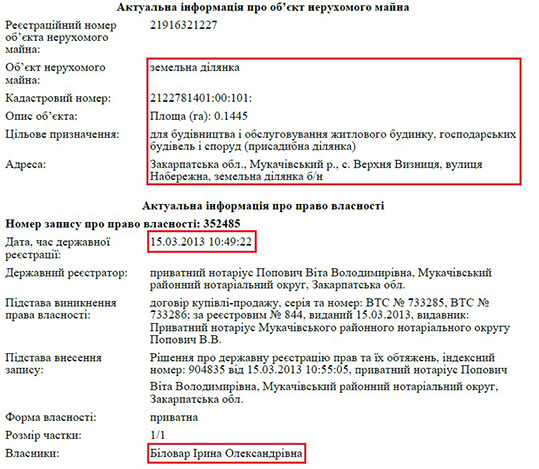 Актуальна інформація про об’єкт нерухомого майна
Реєстраційний номер 21916321227
об’єкта нерухомого
майна:
Об’єкт нерухомого земельна ділянка
майна:
Кадастровий номер: 2122781401:00:101:
Опис об’єкта: Площа (га): 0.1445
Цільове призначення: для будівництва і обслуговування житлового будинку, господарських
будівель і споруд (присадибна ділянка)
Адреса: Закарпатська обл., Мукачівський р., с. Верхня Визниця, вулиця
Набережна, земельна ділянка б/н
Актуальна інформація про право власності
Номер запису про право власності: 352485
Дата, час державної 15.03.2013 10:49:22
реєстрації:
Державний реєстратор: приватний нотаріус Попович Віта Володимирівна, Мукачівський
районний нотаріальний округ, Закарпатська обл.
Підстава виникнення договір купівлі-продажу, серія та номер: ВТС № 733285, ВТС №
права власності: 733286; за реєстровим № 844, виданий 15.03.2013, видавник:
Приватний нотаріус Мукачівського районного нотаріального округу
Попович В.В.
Підстава внесення Рішення про державну реєстрацію прав та їх обтяжень, індексний
запису: номер: 904835 від 15.03.2013 10:55:05, приватний нотаріус Попович
Віта Володимирівна, Мукачівський районний нотаріальний округ,
Закарпатська обл.
Форма власності: приватна
Розмір частки: 1/1
Власники: Біловар Ірина Олександрівна